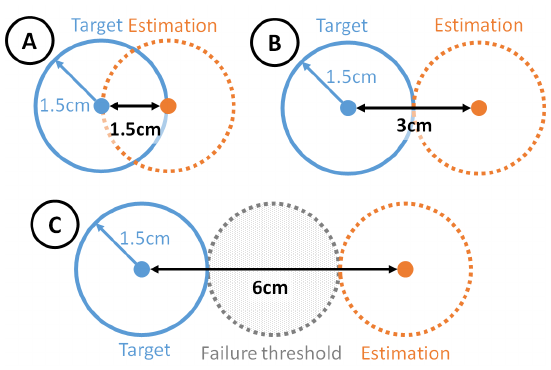 A
Target Estimation
1.5cm
1.5cm
B
Target
Estimation
1.5cm
3cm
C
1.5cm
6cm
Target
Failure threshold
Estimation